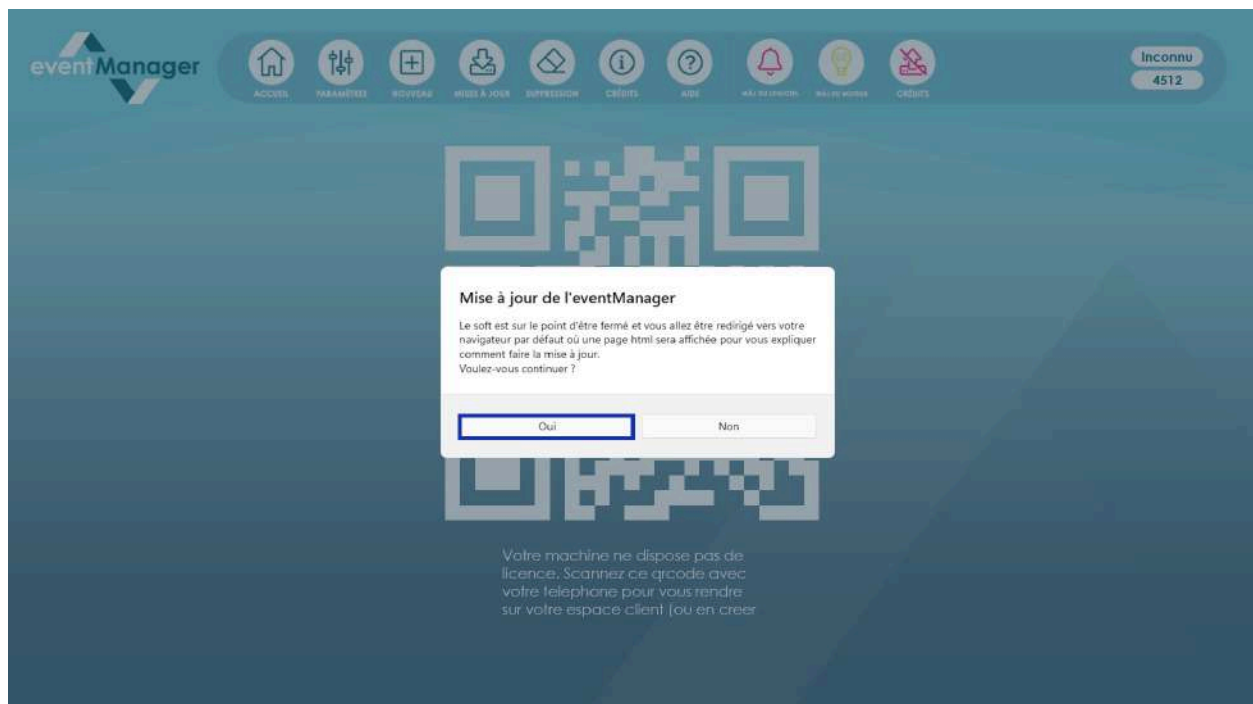 eventManager
ACCUEIL
PARAMÈTRES
NOUVEAU
MISES À JOUR
SUPPRESSION
CRÉDITS
AIDE
CRÉDITS
Inconnu
4512
Mise à jour de l'eventManager
Le soft est sur le point d'être fermé et vous allez être redirigé vers votre
navigateur par défaut où une page html sera affichée pour vous expliquer
comment faire la mise à jour.
Voulez-vous continuer ?
Oui
Non
Votre machine ne dispose pas de
licence. Scannez ce qrcode avec
votre telephone pour vous rendre
sur votre espace client (ou en creer